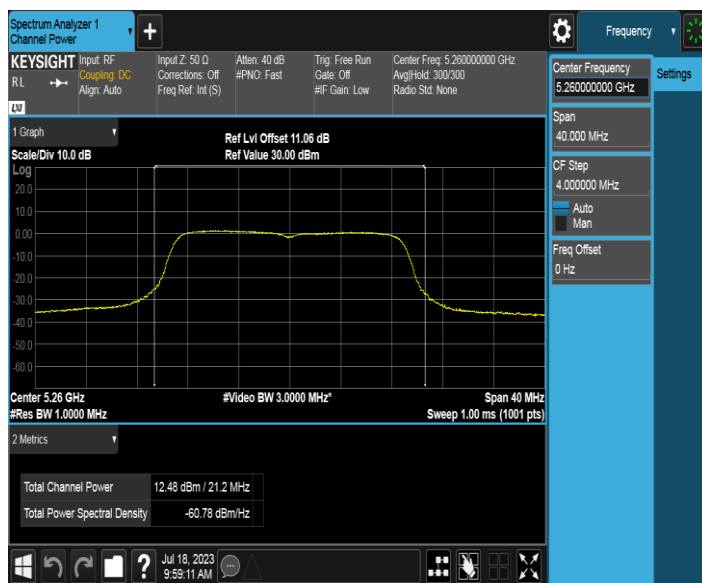 Spectrum Analyzer 1
Channel Power
+
Frequency
KEYSIGHT
RL
LXI
Input: RF
Coupling: DC
Align: Auto
Input Z: 50 Ω
Corrections: Off
Freq Ref: Int (S)
Atten: 40 dB
#PNO: Fast
Trig: Free Run
Gate: Off
#IF Gain: Low
Center Freq: 5.260000000 GHz
Avg|Hold: 300/300
Radio Std: None
Center Frequency
5.260000000 GHz
Settings
Span
40.000 MHz
CF Step
4.000000 MHz
Auto
Man
Freq Offset
0 Hz
1 Graph
Ref Lvl Offset 11.06 dB
Scale/Div 10.0 dB
Ref Value 30.00 dBm
Log
20.0
10.0
0.00
-10.0
-20.0
-30.0
-40.0
-50.0
-60.0
Center 5.26 GHz
#Video BW 3.0000 MHz*
Span 40 MHz
#Res BW 1.0000 MHz
Sweep 1.00 ms (1001 pts)
2 Metrics
Total Channel Power 12.48 dBm / 21.2 MHz
Total Power Spectral Density -60.78 dBm/Hz
?
Jul 18, 2023
9:59:11 AM